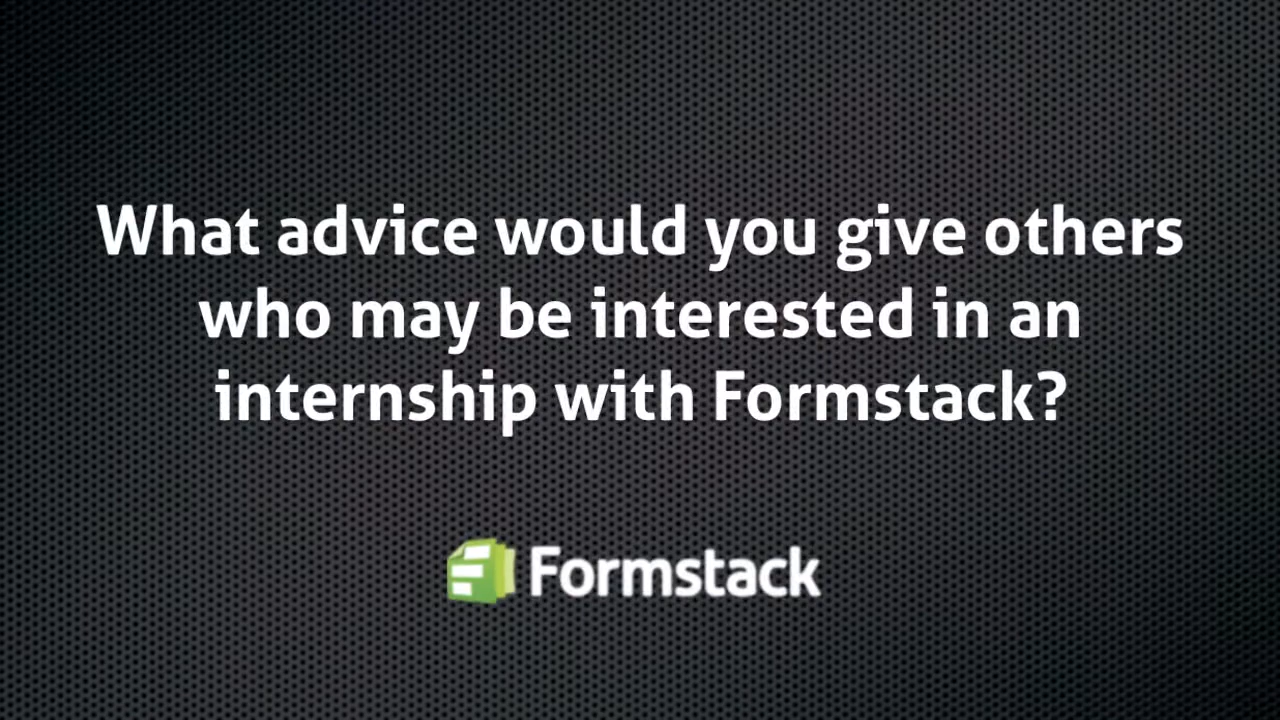 What advice would you give others
who may be interested in an
internship with Formstack?
Formstack